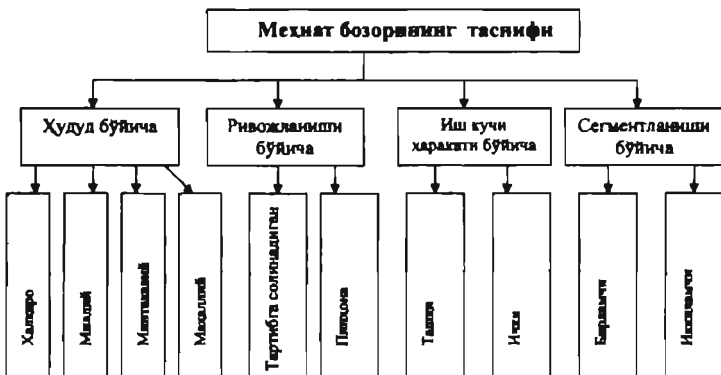 Меҳнат бозорининг таснифи
Ҳудуд бўйича
Ривожланиши
бўйича
Иш кучи
ҳаракати бўйича
Сегментланиши
бўйича
Халқаро
Миллий
Минтақавий
Маҳаллий
Тартибга солинадиган
Пинҳона
Ташқи
Ички
Бирламчи
Иккиламчи